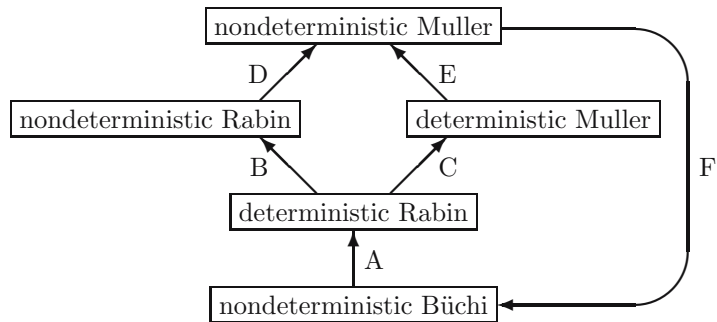 nondeterministic Muller
D
E
nondeterministic Rabin
deterministic Muller
B
C
F
deterministic Rabin
A
nondeterministic Büchi